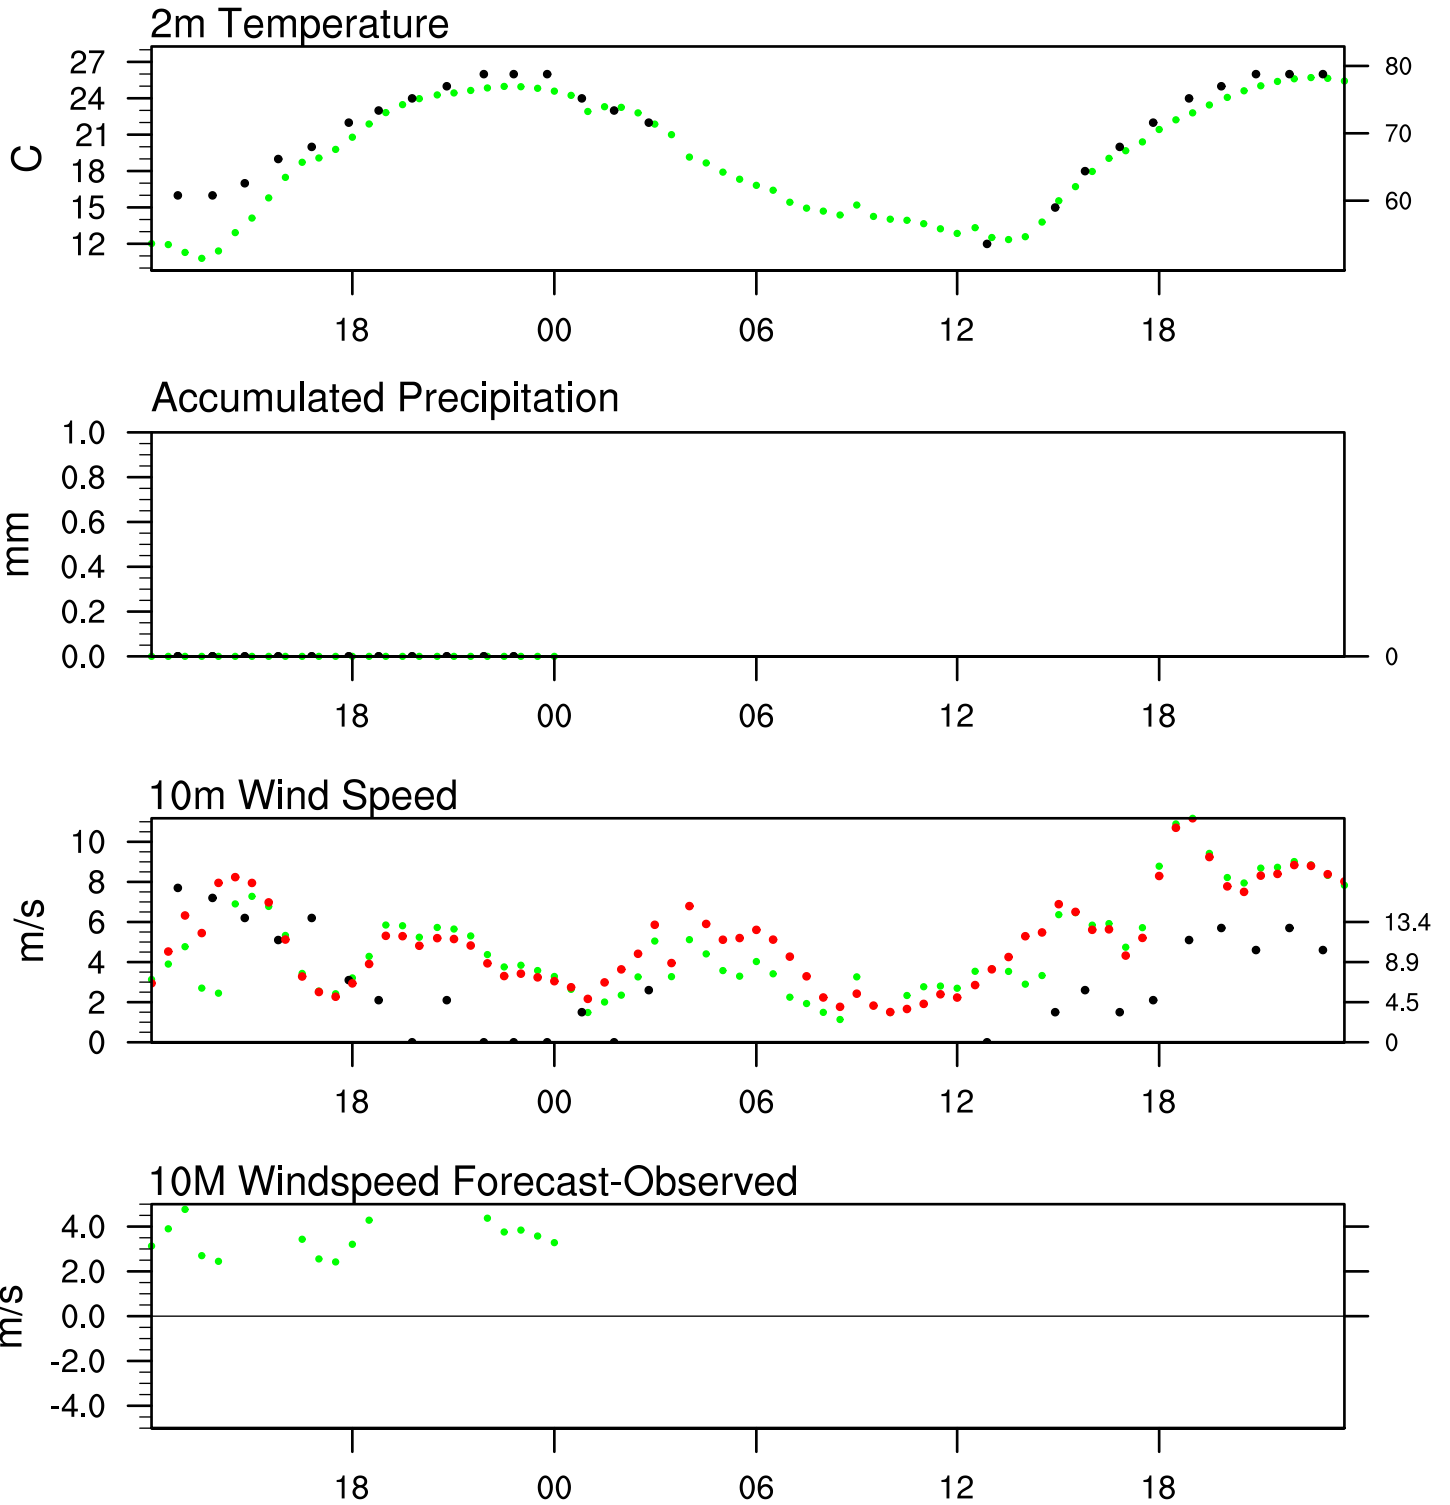 2m Temperature
27
24
21
18
15
12
C
80
70
60
18 00 06 12 18
Accumulated Precipitation
1.0
0.8
0.6
0.4
0.2
0.0
mm
0
18 00 06 12 18
10m Wind Speed
10
8
6
4
2
0
m/s
13.4
8.9
4.5
0
18 00 06 12 18
10M Windspeed Forecast-Observed
4.0
2.0
0.0
-2.0
-4.0
m/s
18 00 06 12 18